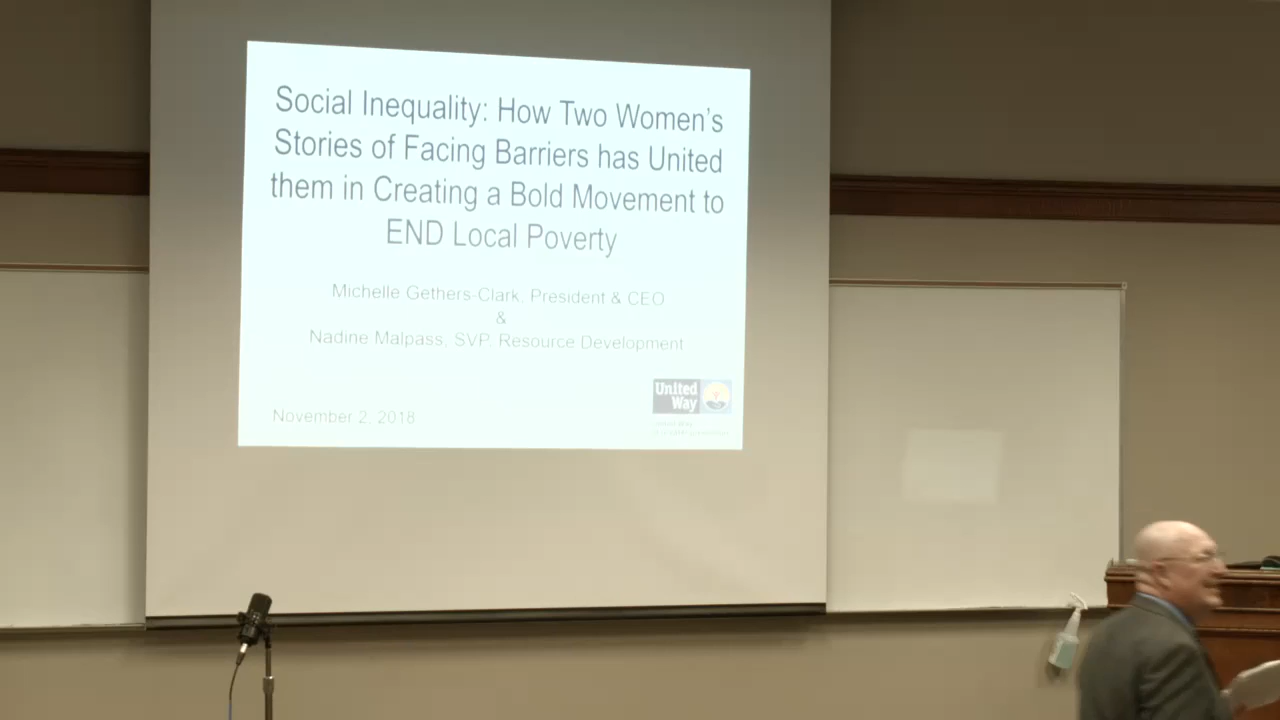 Social Inequality: How Two Women's
Stories of Facing Barriers has United
them in Creating a Bold Movement to
END Local Poverty
Michelle Gethers-Clark, President & CEO
&
Nadine Malpass, SVP, Resource Development
United
Way
November 2, 2018